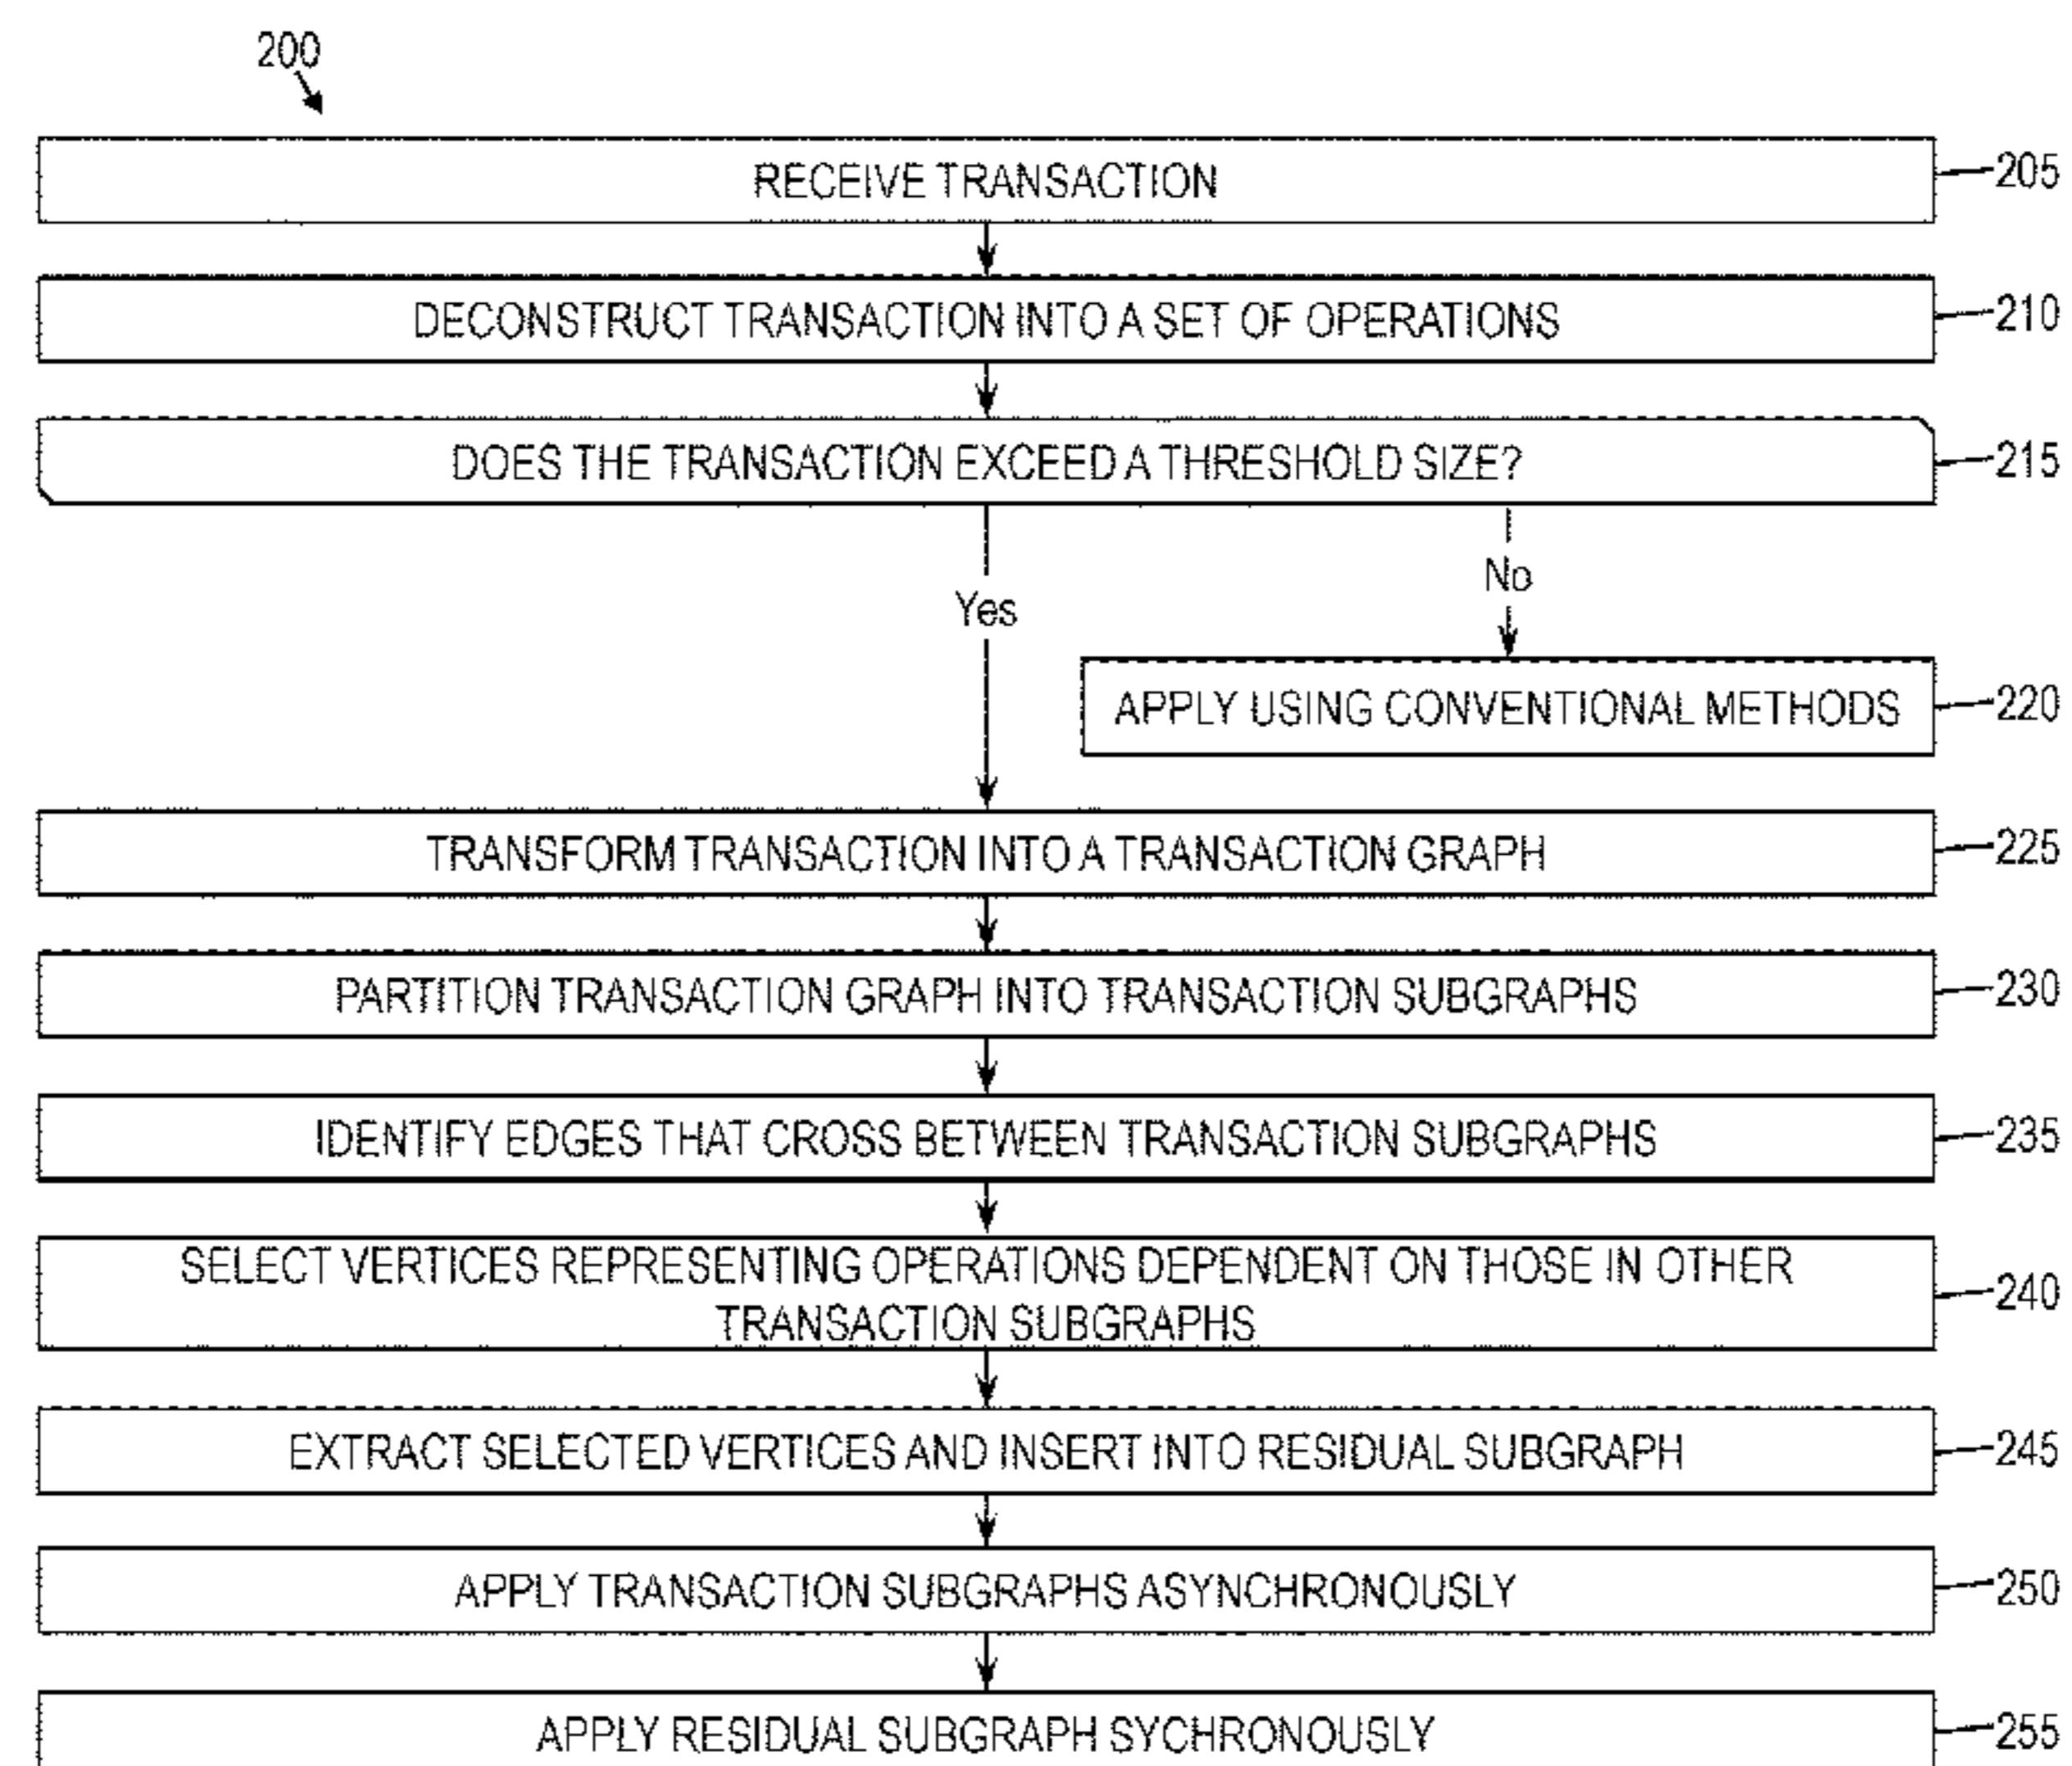 200
RECEIVE TRANSACTION
205
DECONSTRUCT TRANSACTION INTO A SET OF OPERATIONS
210
DOES THE TRANSACTION EXCEED A THRESHOLD SIZE?
215
No
Yes
APPLY USING CONVENTIONAL METHODS
220
TRANSFORM TRANSACTION INTO A TRANSACTION GRAPH
225
PARTITION TRANSACTION GRAPH INTO TRANSACTION SUBGRAPHS
230
IDENTIFY EDGES THAT CROSS BETWEEN TRANSACTION SUBGRAPHS
235
SELECT VERTICES REPRESENTING OPERATIONS DEPENDENT ON THOSE IN OTHER
TRANSACTION SUBGRAPHS
240
EXTRACT SELECTED VERTICES AND INSERT INTO RESIDUAL SUBGRAPH
245
APPLY TRANSACTION SUBGRAPHS ASYNCHRONOUSLY
250
APPLY RESIDUAL SUBGRAPH SYCHRONOUSLY
255